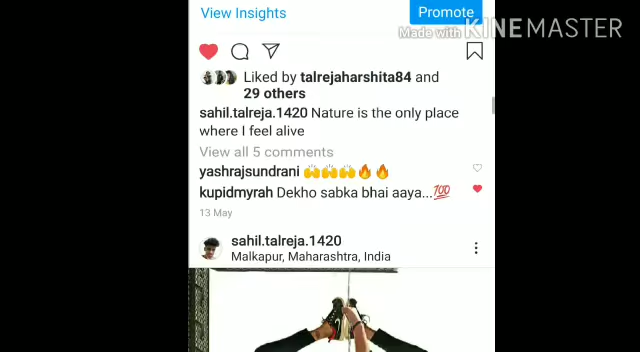 View Insights
Promote
Made with KINEMASTER
Liked by talrejaharshita84 and
29 others
sahil.talreja.1420 Nature is the only place
where I feel alive
View all 5 comments
yashrajsundrani 🙌🙌🙌🔥🔥
kupidmyrah Dekho sabka bhai aaya...💯
13 May
sahil.talreja.1420
Malkapur, Maharashtra, India